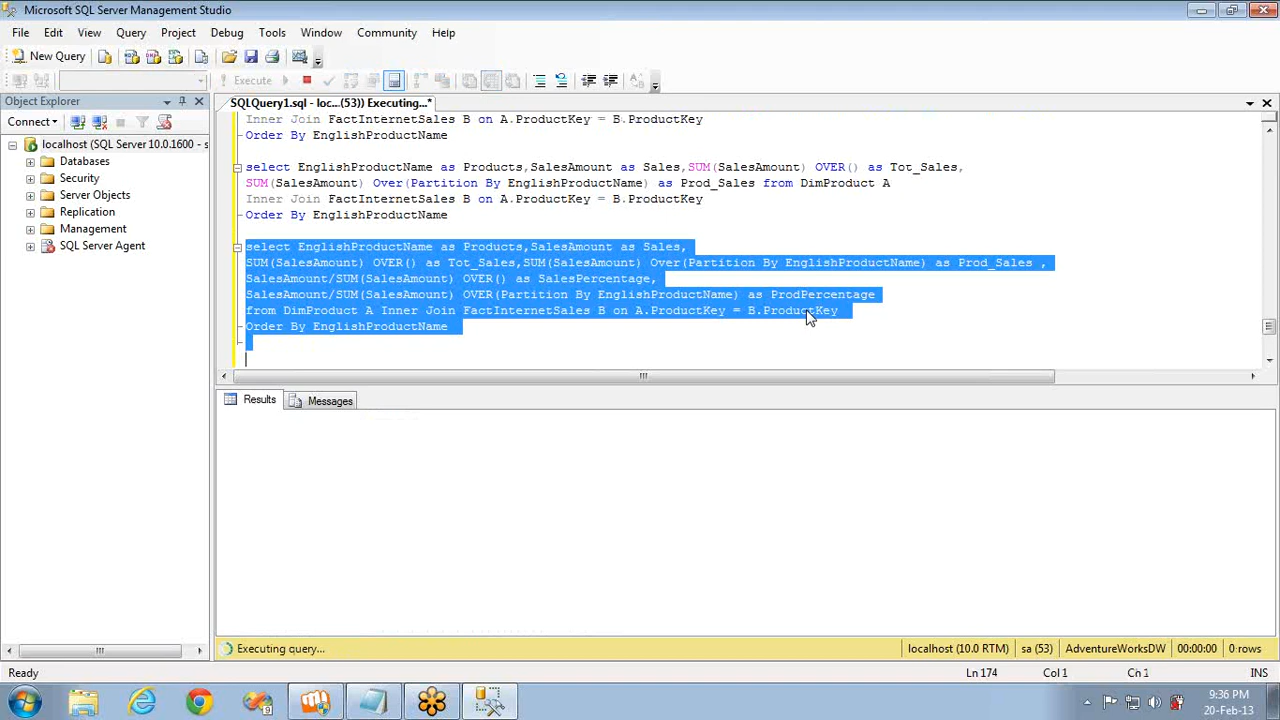 Microsoft SQL Server Management Studio
File Edit View Query Project Debug Tools Window Community Help
New Query
Execute
Object Explorer
SQLQuery1.sql - loc...(53)) Executing...*
Connect
localhost (SQL Server 10.0.1600 - s
Databases
Security
Server Objects
Replication
Management
SQL Server Agent
Inner Join FactInternetSales B on A.ProductKey = B.ProductKey
Order By EnglishProductName
select EnglishProductName as Products,SalesAmount as Sales,SUM(SalesAmount) OVER() as Tot_Sales,
SUM(SalesAmount) Over(Partition By EnglishProductName) as Prod_Sales from DimProduct A
Inner Join FactInternetSales B on A.ProductKey = B.ProductKey
Order By EnglishProductName
select EnglishProductName as Products,SalesAmount as Sales,
SUM(SalesAmount) OVER() as Tot_Sales,SUM(SalesAmount) Over(Partition By EnglishProductName) as Prod_Sales ,
SalesAmount/SUM(SalesAmount) OVER() as SalesPercentage,
SalesAmount/SUM(SalesAmount) OVER(Partition By EnglishProductName) as ProdPercentage
from DimProduct A Inner Join FactInternetSales B on A.ProductKey = B.ProductKey
Order By EnglishProductName
Results Messages
Executing query...
localhost (10.0 RTM) sa (53) AdventureWorksDW 00:00:00 0 rows
Ready
Ln 174 Col 1 Ch 1 INS
9:36 PM
20-Feb-13